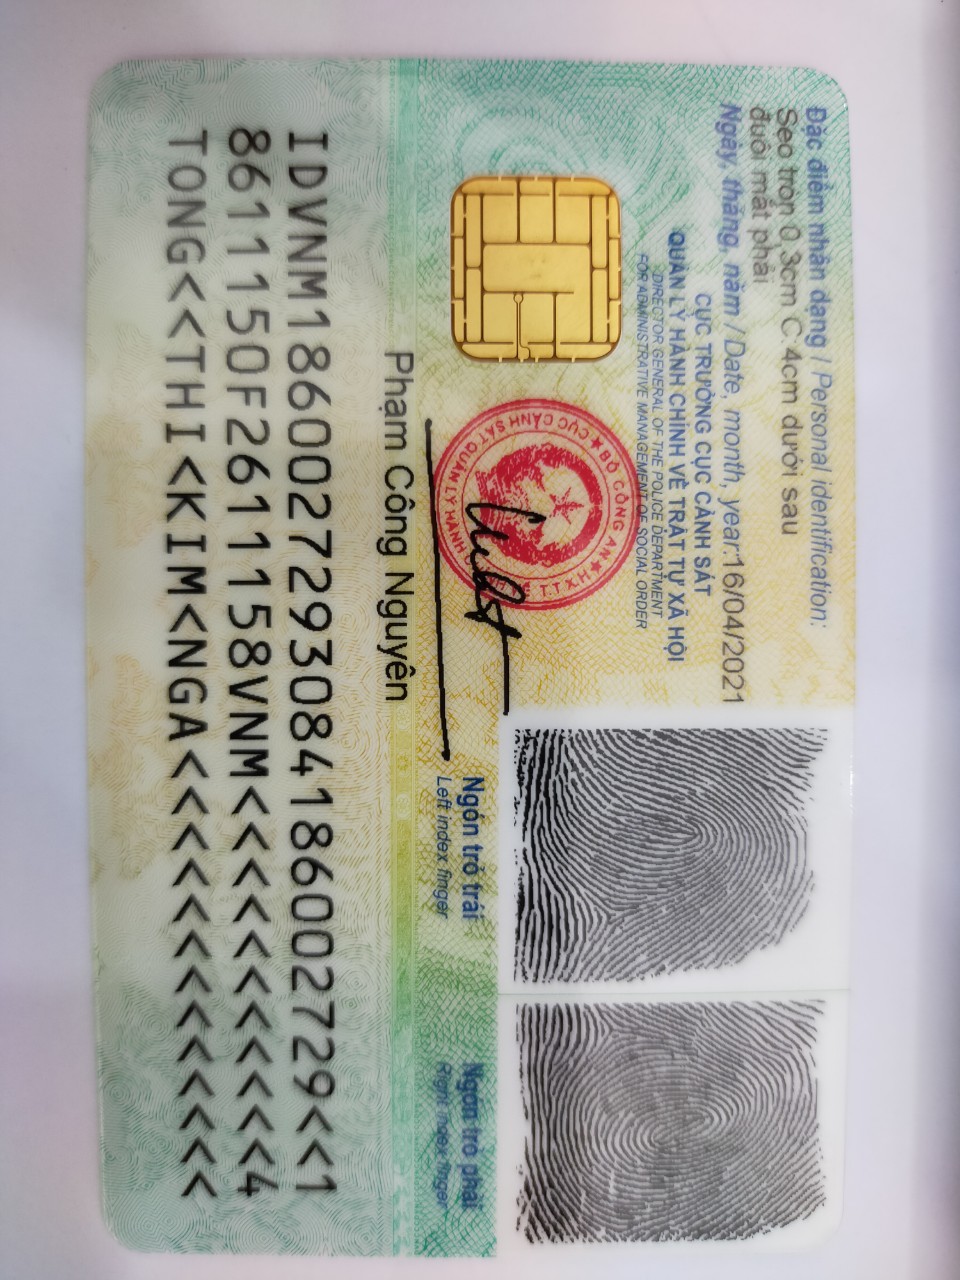 Đặc điểm nhân dạng / Personal identification:
Sẹo tròn 0,3cm C. 4cm dưới sau
đuôi mắt phải
Ngày, tháng, năm / Date, month, year:16/04/2021
CỤC TRƯỞNG CỤC CẢNH SÁT
QUẢN LÝ HÀNH CHÍNH VỀ TRẬT TỰ XÃ HỘI
DIRECTOR GENERAL OF THE POLICE DEPARTMENT
FOR ADMINISTRATIVE MANAGEMENT OF SOCIAL ORDER
BỘ CÔNG AN
CỤC CẢNH SÁT QUẢN LÝ HÀNH
T.T.X.H
Phạm Công Nguyên
Ngón trỏ trái
Left index finger
Ngón trỏ phải
Right index finger
IDVNM1860027293084186002729<<1
8611150F2611158VNM<<<<<<<<<<<4
TONG<<THI<KIM<NGA<<<<<<<<<<<<<